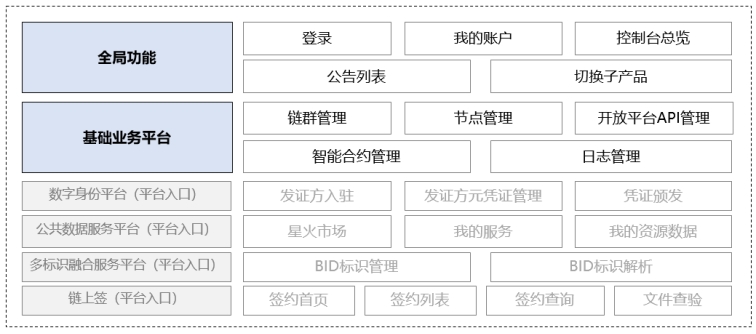 全局功能
登录 我的账户 控制台总览
公告列表 切换子产品
基础业务平台
链群管理 节点管理 开放平台API管理
智能合约管理 日志管理
数字身份平台（平台入口） 发证方入驻 发证方元凭证管理 凭证颁发
公共数据服务平台（平台入口） 星火市场 我的服务 我的资源数据
多标识融合服务平台（平台入口） BID标识管理 BID标识解析
链上签（平台入口） 签约首页 签约列表 签约查询 文件查验